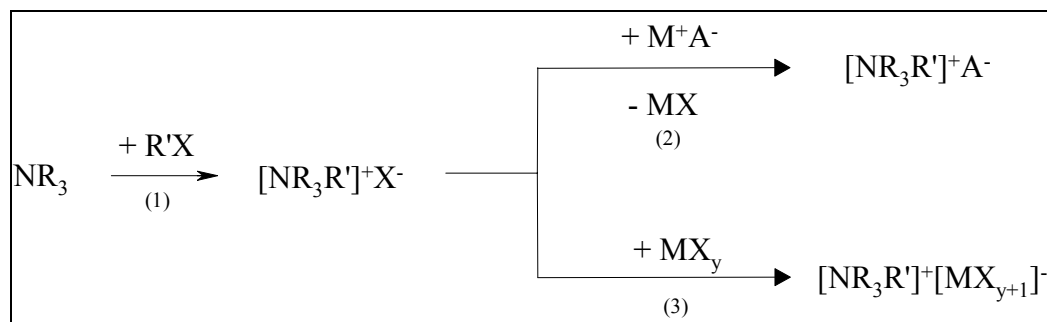 + M⁺A⁻
[NR₃R']⁺A⁻
- MX
(2)
+ R'X
NR₃
[NR₃R']⁺X⁻
(1)
+ MXᵧ
[NR₃R']⁺[MXᵧ₊₁]⁻
(3)